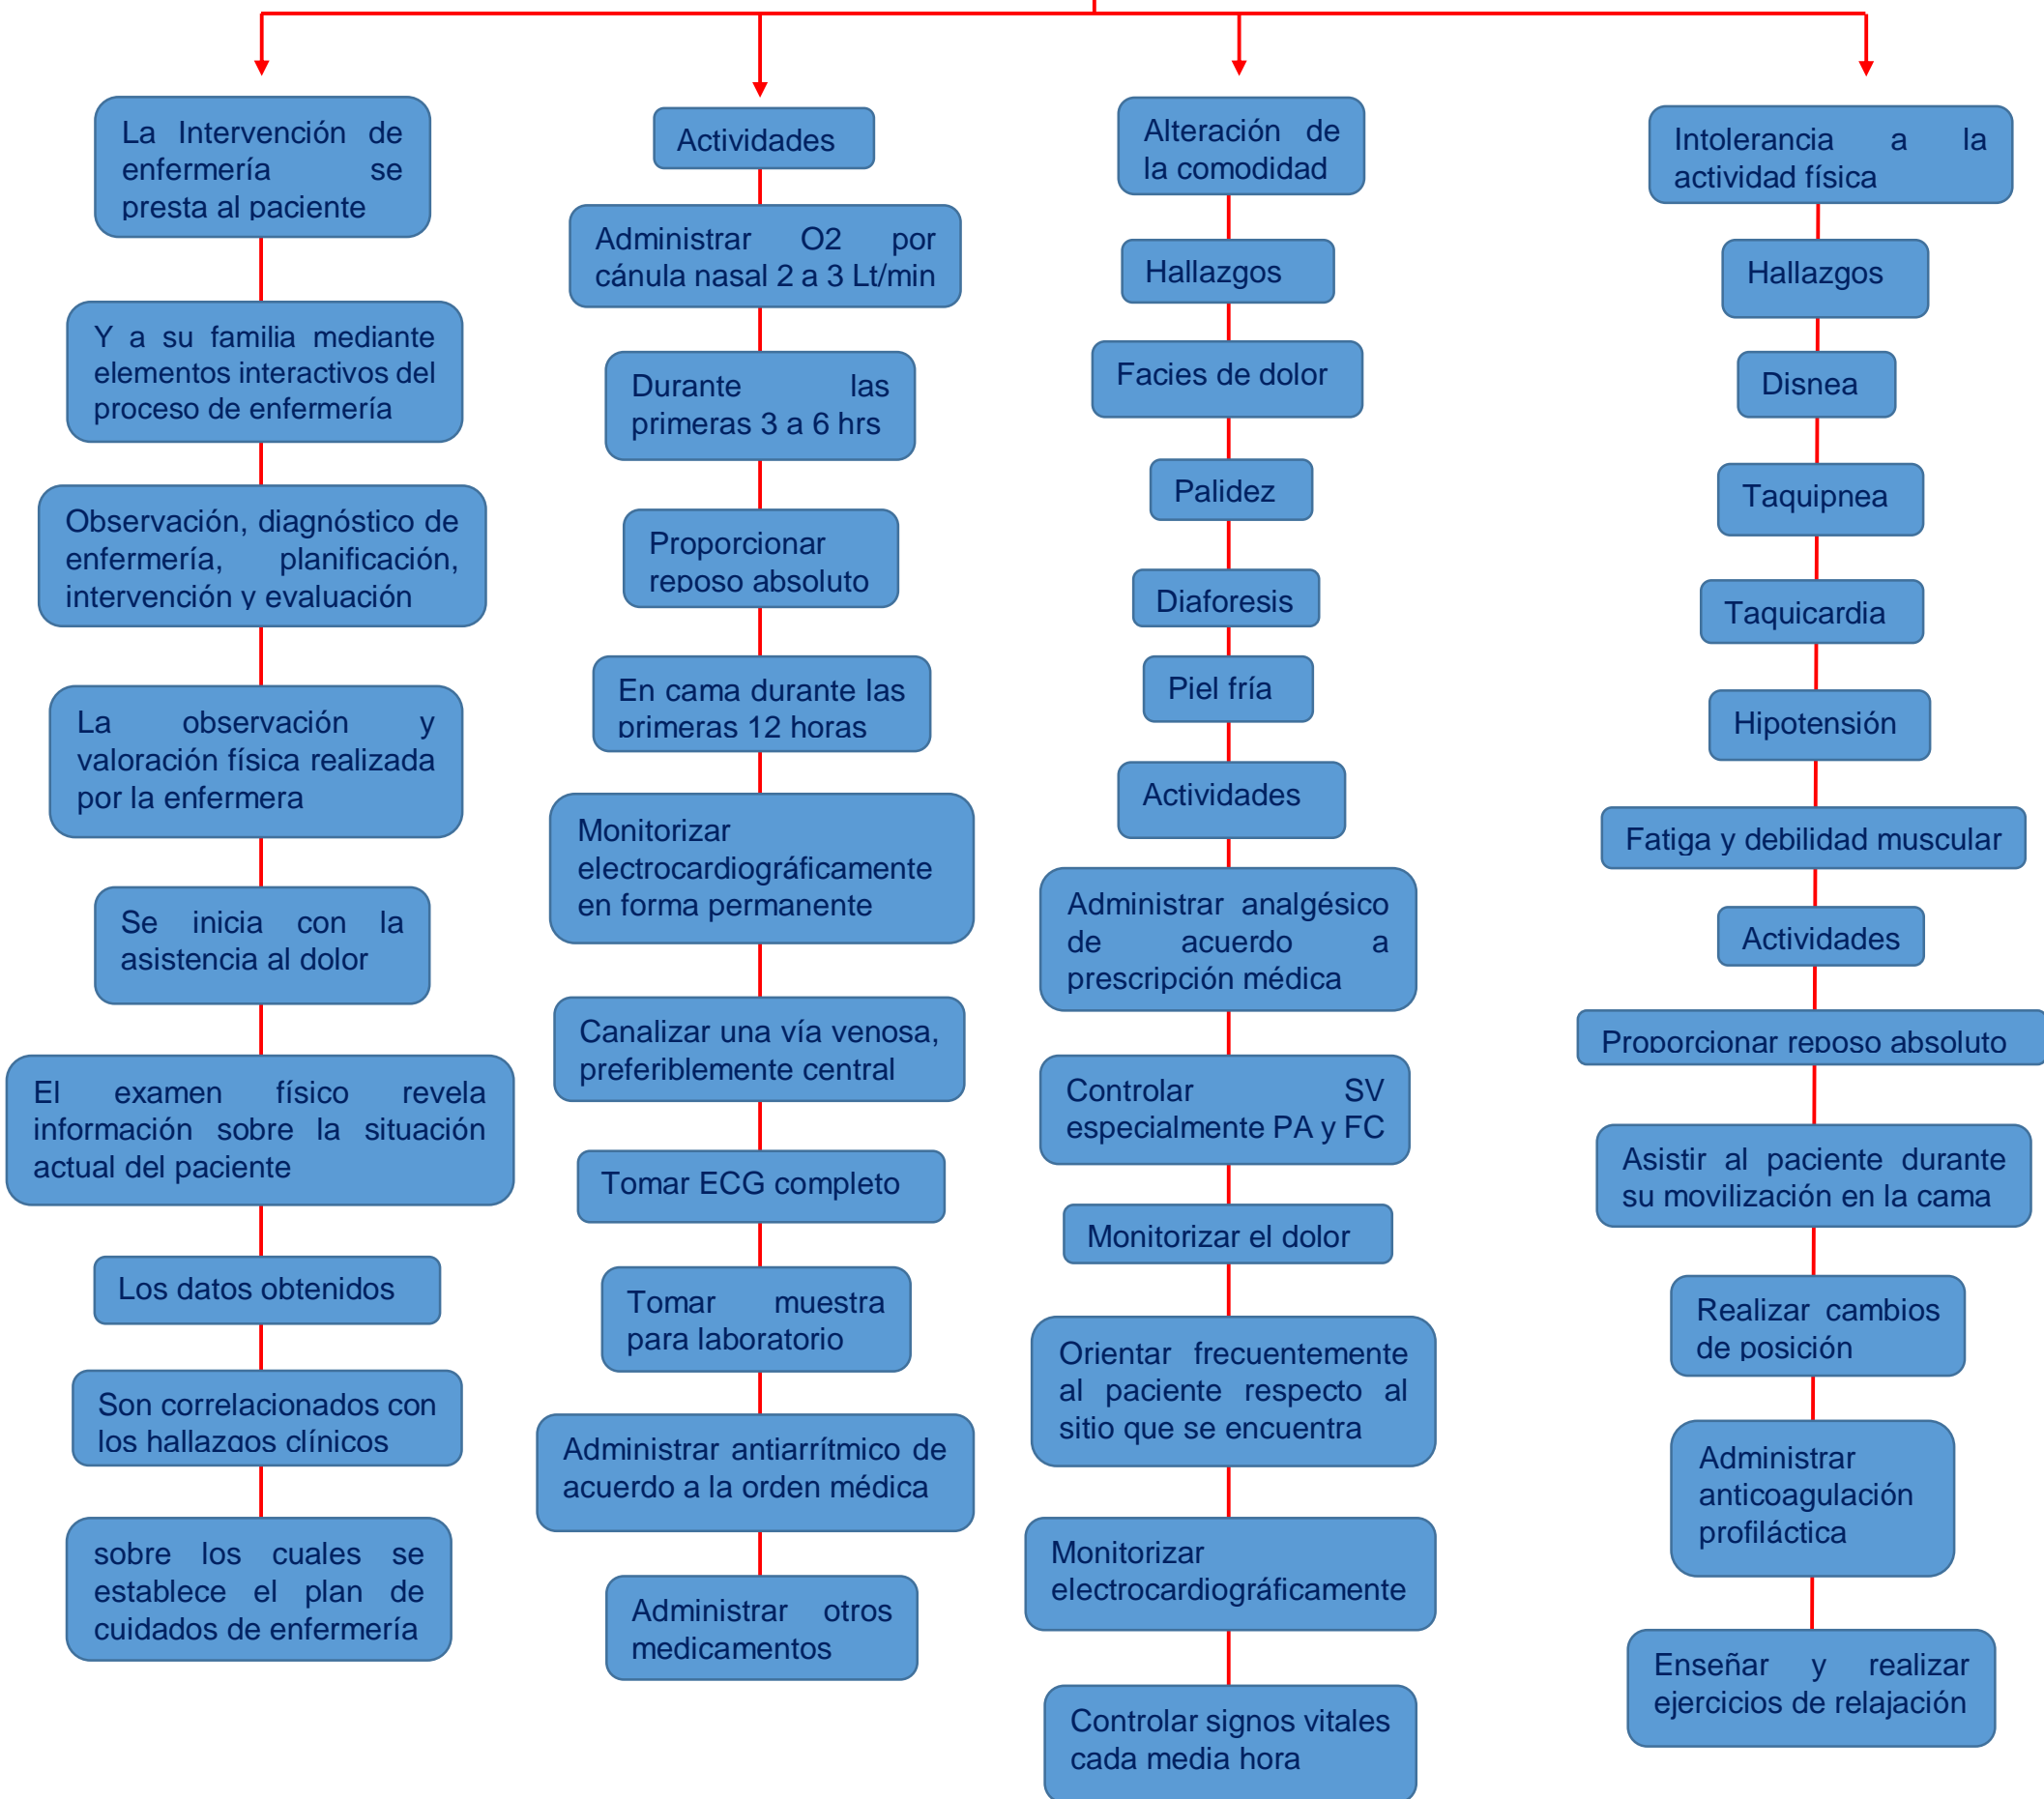 La Intervención de
enfermería se
presta al paciente
Y a su familia mediante
elementos interactivos del
proceso de enfermería
Observación, diagnóstico de
enfermería, planificación,
intervención y evaluación
La observación y
valoración física realizada
por la enfermera
Se inicia con la
asistencia al dolor
El examen físico revela
información sobre la situación
actual del paciente
Los datos obtenidos
Son correlacionados con
los hallazgos clínicos
sobre los cuales se
establece el plan de
cuidados de enfermería
Actividades
Administrar O2 por
cánula nasal 2 a 3 Lt/min
Durante las
primeras 3 a 6 hrs
Proporcionar
reposo absoluto
En cama durante las
primeras 12 horas
Monitorizar
electrocardiográficamente
en forma permanente
Canalizar una vía venosa,
preferiblemente central
Tomar ECG completo
Tomar muestra
para laboratorio
Administrar antiarrítmico de
acuerdo a la orden médica
Administrar otros
medicamentos
Alteración de
la comodidad
Hallazgos
Facies de dolor
Palidez
Diaforesis
Piel fría
Actividades
Administrar analgésico
de acuerdo a
prescripción médica
Controlar SV
especialmente PA y FC
Monitorizar el dolor
Orientar frecuentemente
al paciente respecto al
sitio que se encuentra
Monitorizar
electrocardiográficamente
Controlar signos vitales
cada media hora
Intolerancia a la
actividad física
Hallazgos
Disnea
Taquipnea
Taquicardia
Hipotensión
Fatiga y debilidad muscular
Actividades
Proporcionar reposo absoluto
Asistir al paciente durante
su movilización en la cama
Realizar cambios
de posición
Administrar
anticoagulación
profiláctica
Enseñar y realizar
ejercicios de relajación